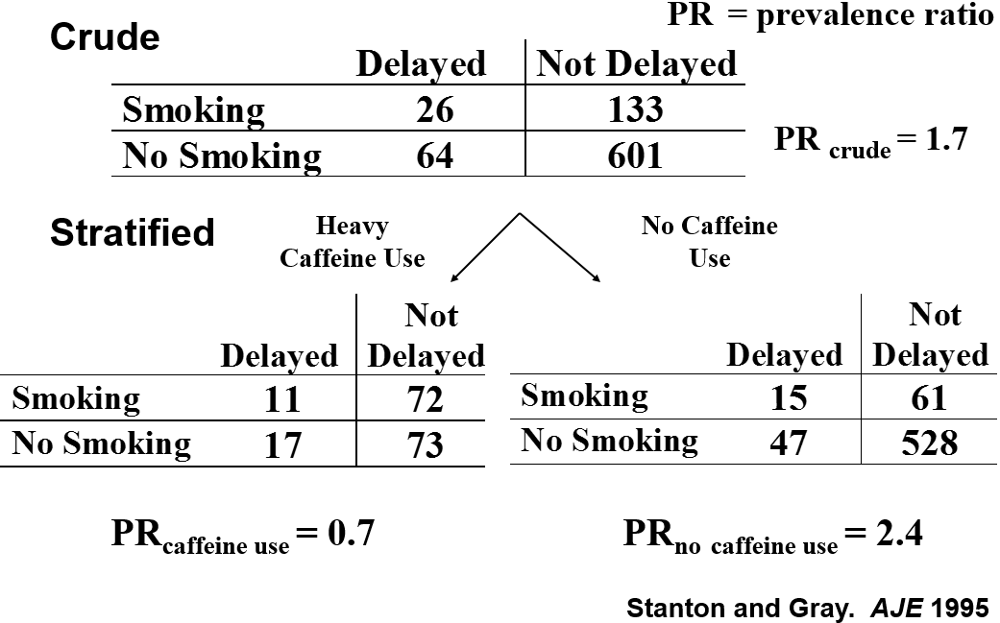 PR = prevalence ratio
Crude
Delayed Not Delayed
Smoking 26 133
No Smoking 64 601
PR crude = 1.7
Stratified
Heavy
Caffeine Use
No Caffeine
Use
Not
Delayed Delayed
Smoking 11 72
No Smoking 17 73
Not
Delayed Delayed
Smoking 15 61
No Smoking 47 528
PRcaffeine use = 0.7
PRno caffeine use = 2.4
Stanton and Gray. AJE 1995